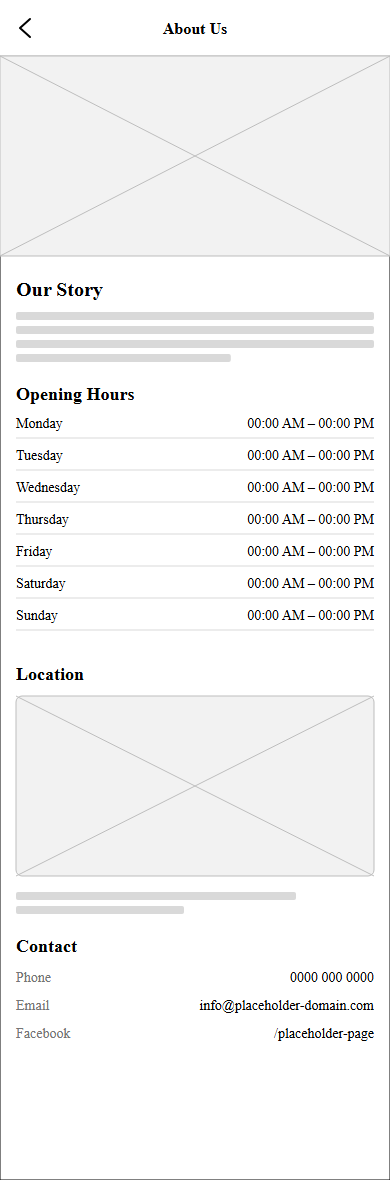 About Us
Our Story
Opening Hours
Monday 00:00 AM – 00:00 PM
Tuesday 00:00 AM – 00:00 PM
Wednesday 00:00 AM – 00:00 PM
Thursday 00:00 AM – 00:00 PM
Friday 00:00 AM – 00:00 PM
Saturday 00:00 AM – 00:00 PM
Sunday 00:00 AM – 00:00 PM
Location
Contact
Phone 0000 000 0000
Email info@placeholder-domain.com
Facebook /placeholder-page